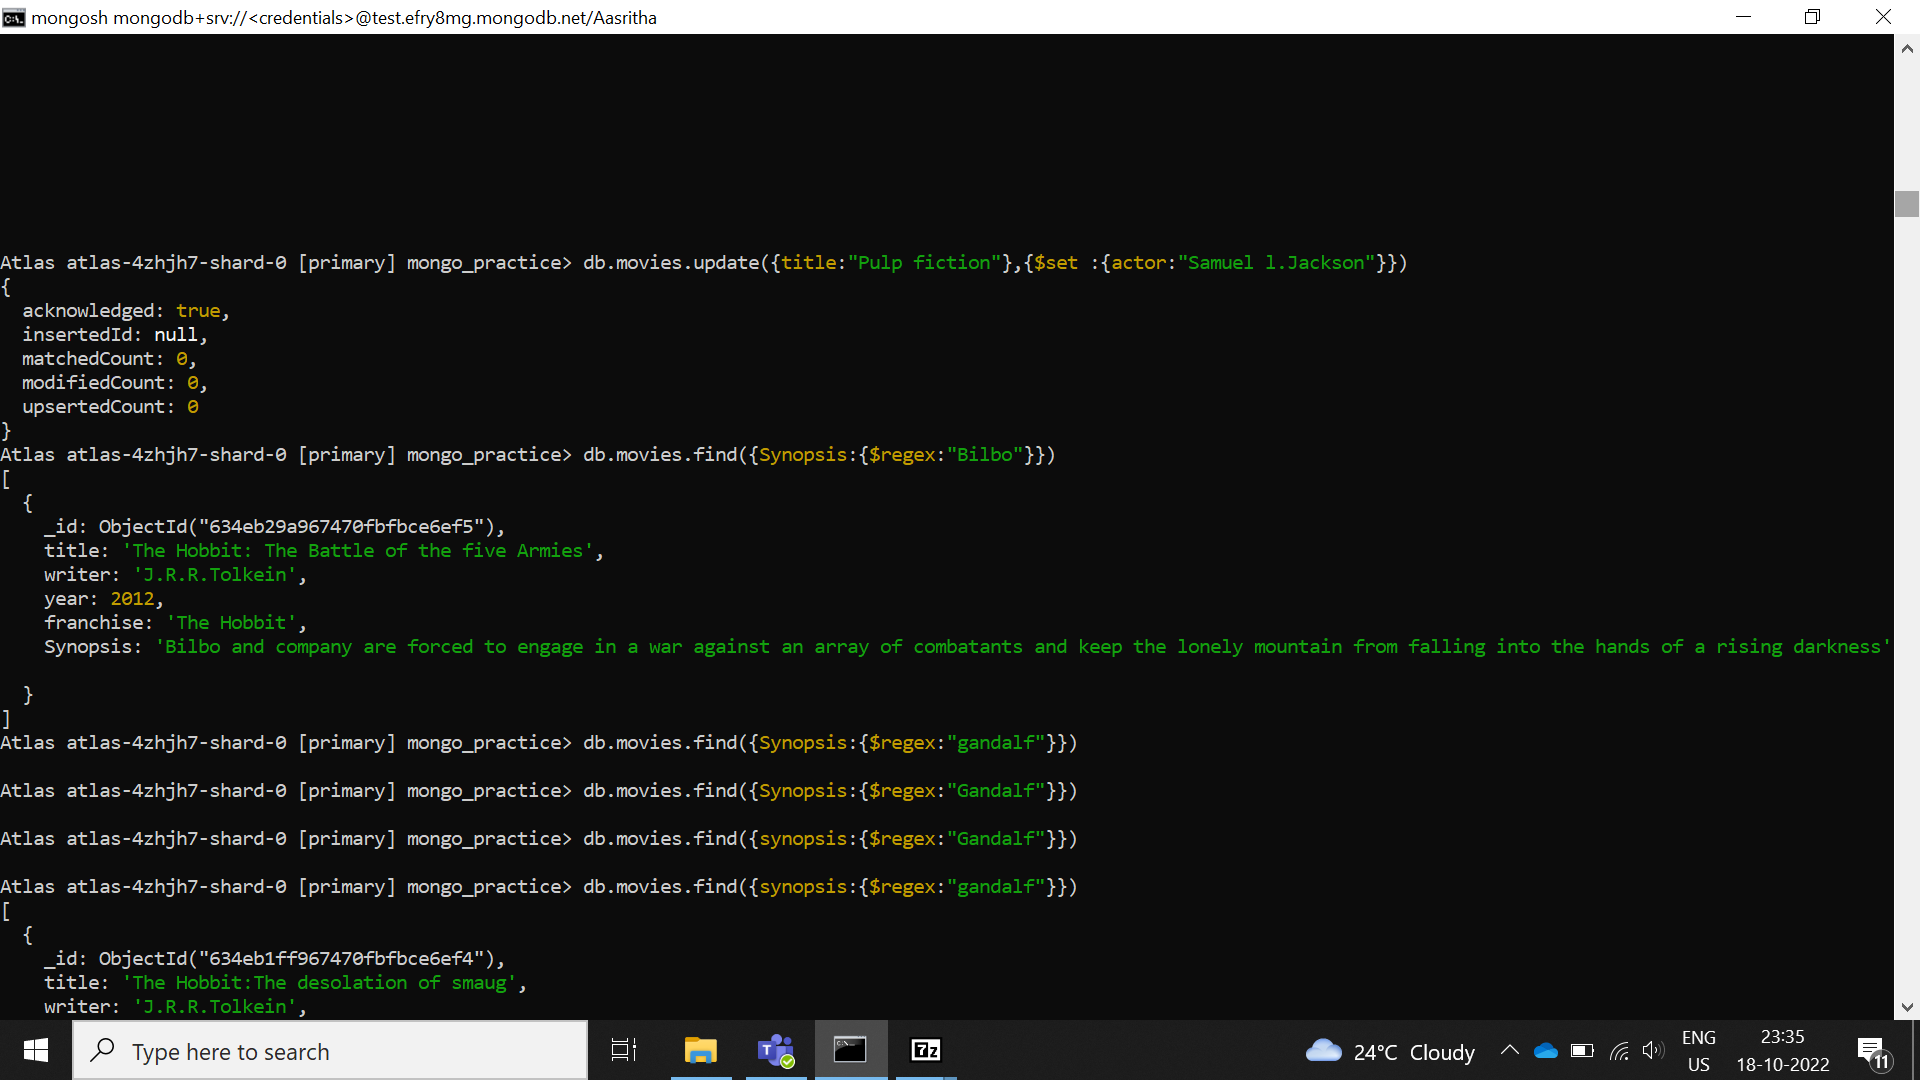 mongosh mongodb+srv://<credentials>@test.efry8mg.mongodb.net/Aasritha
Atlas atlas-4zhjh7-shard-0 [primary] mongo_practice> db.movies.update({title:"Pulp fiction"},{$set :{actor:"Samuel l.Jackson"}})
{
  acknowledged: true,
  insertedId: null,
  matchedCount: 0,
  modifiedCount: 0,
  upsertedCount: 0
}
Atlas atlas-4zhjh7-shard-0 [primary] mongo_practice> db.movies.find({Synopsis:{$regex:"Bilbo"}})
[
  {
    _id: ObjectId("634eb29a967470fbfbce6ef5"),
    title: 'The Hobbit: The Battle of the five Armies',
    writer: 'J.R.R.Tolkein',
    year: 2012,
    franchise: 'The Hobbit',
    Synopsis: 'Bilbo and company are forced to engage in a war against an array of combatants and keep the lonely mountain from falling into the hands of a rising darkness'
  }
]
Atlas atlas-4zhjh7-shard-0 [primary] mongo_practice> db.movies.find({Synopsis:{$regex:"gandalf"}})
Atlas atlas-4zhjh7-shard-0 [primary] mongo_practice> db.movies.find({Synopsis:{$regex:"Gandalf"}})
Atlas atlas-4zhjh7-shard-0 [primary] mongo_practice> db.movies.find({synopsis:{$regex:"Gandalf"}})
Atlas atlas-4zhjh7-shard-0 [primary] mongo_practice> db.movies.find({synopsis:{$regex:"gandalf"}})
[
  {
    _id: ObjectId("634eb1ff967470fbfbce6ef4"),
    title: 'The Hobbit:The desolation of smaug',
    writer: 'J.R.R.Tolkein',
Type here to search
7z
24°C Cloudy
ENG
US
23:35
18-10-2022
11